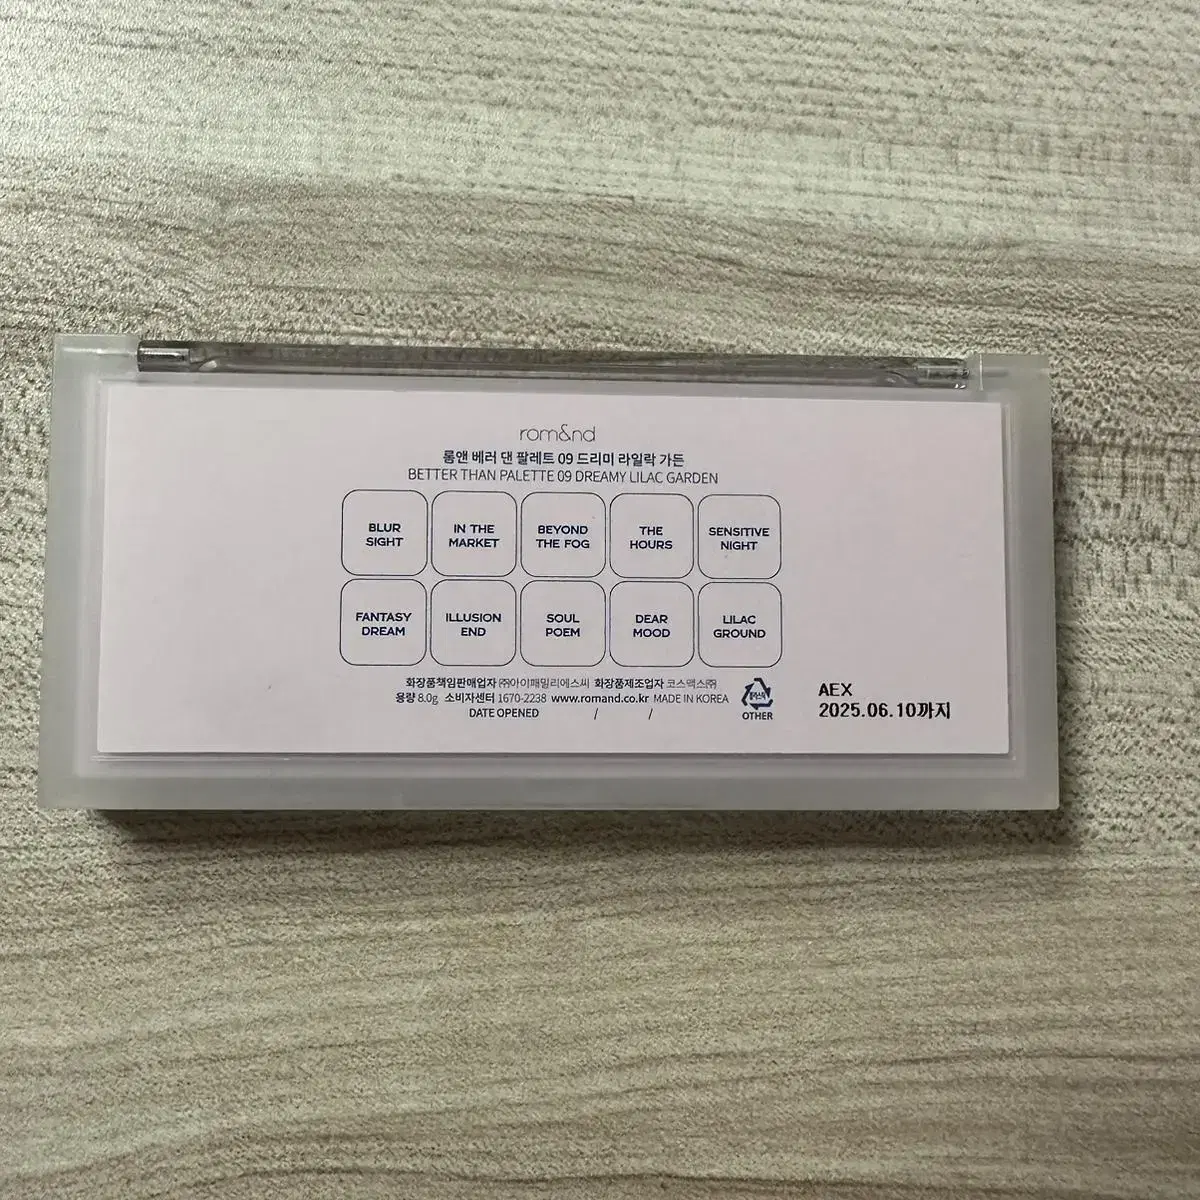 rom&nd
롬앤 베러 댄 팔레트 09 드리미 라일락 가든
BETTER THAN PALETTE 09 DREAMY LILAC GARDEN
BLUR SIGHT
IN THE MARKET
BEYOND THE FOG
THE HOURS
SENSITIVE NIGHT
FANTASY DREAM
ILLUSION END
SOUL POEM
DEAR MOOD
LILAC GROUND
화장품책임판매업자 ㈜아이패밀리에스씨 화장품제조업자 코스맥스㈜
용량 8.0g 소비자센터 1670-2238 www.romand.co.kr MADE IN KOREA
DATE OPENED / /
OTHER
AEX
2025.06.10까지